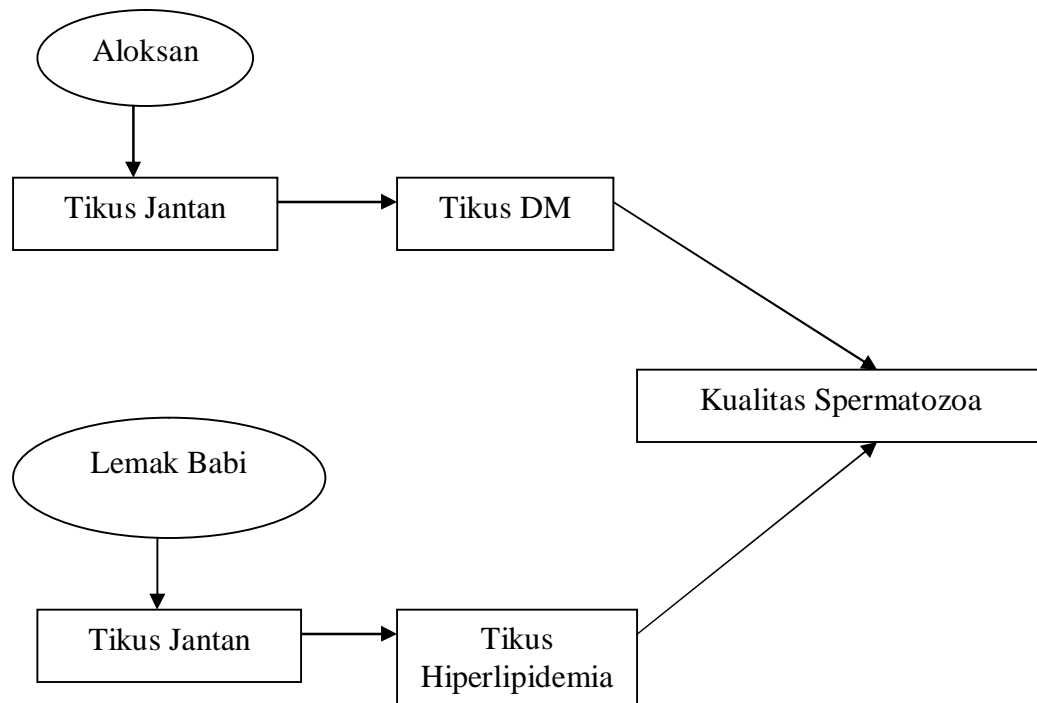 Aloksan
Tikus Jantan
Tikus DM
Kualitas Spermatozoa
Lemak Babi
Tikus Jantan
Tikus
Hiperlipidemia